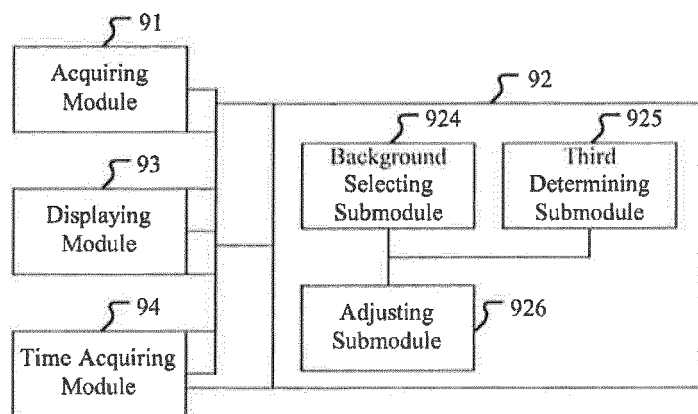 91
Acquiring
Module
92
924
925
Background
Selecting
Submodule
Third
Determining
Submodule
93
Displaying
Module
94
Time Acquiring
Module
Adjusting
Submodule
926